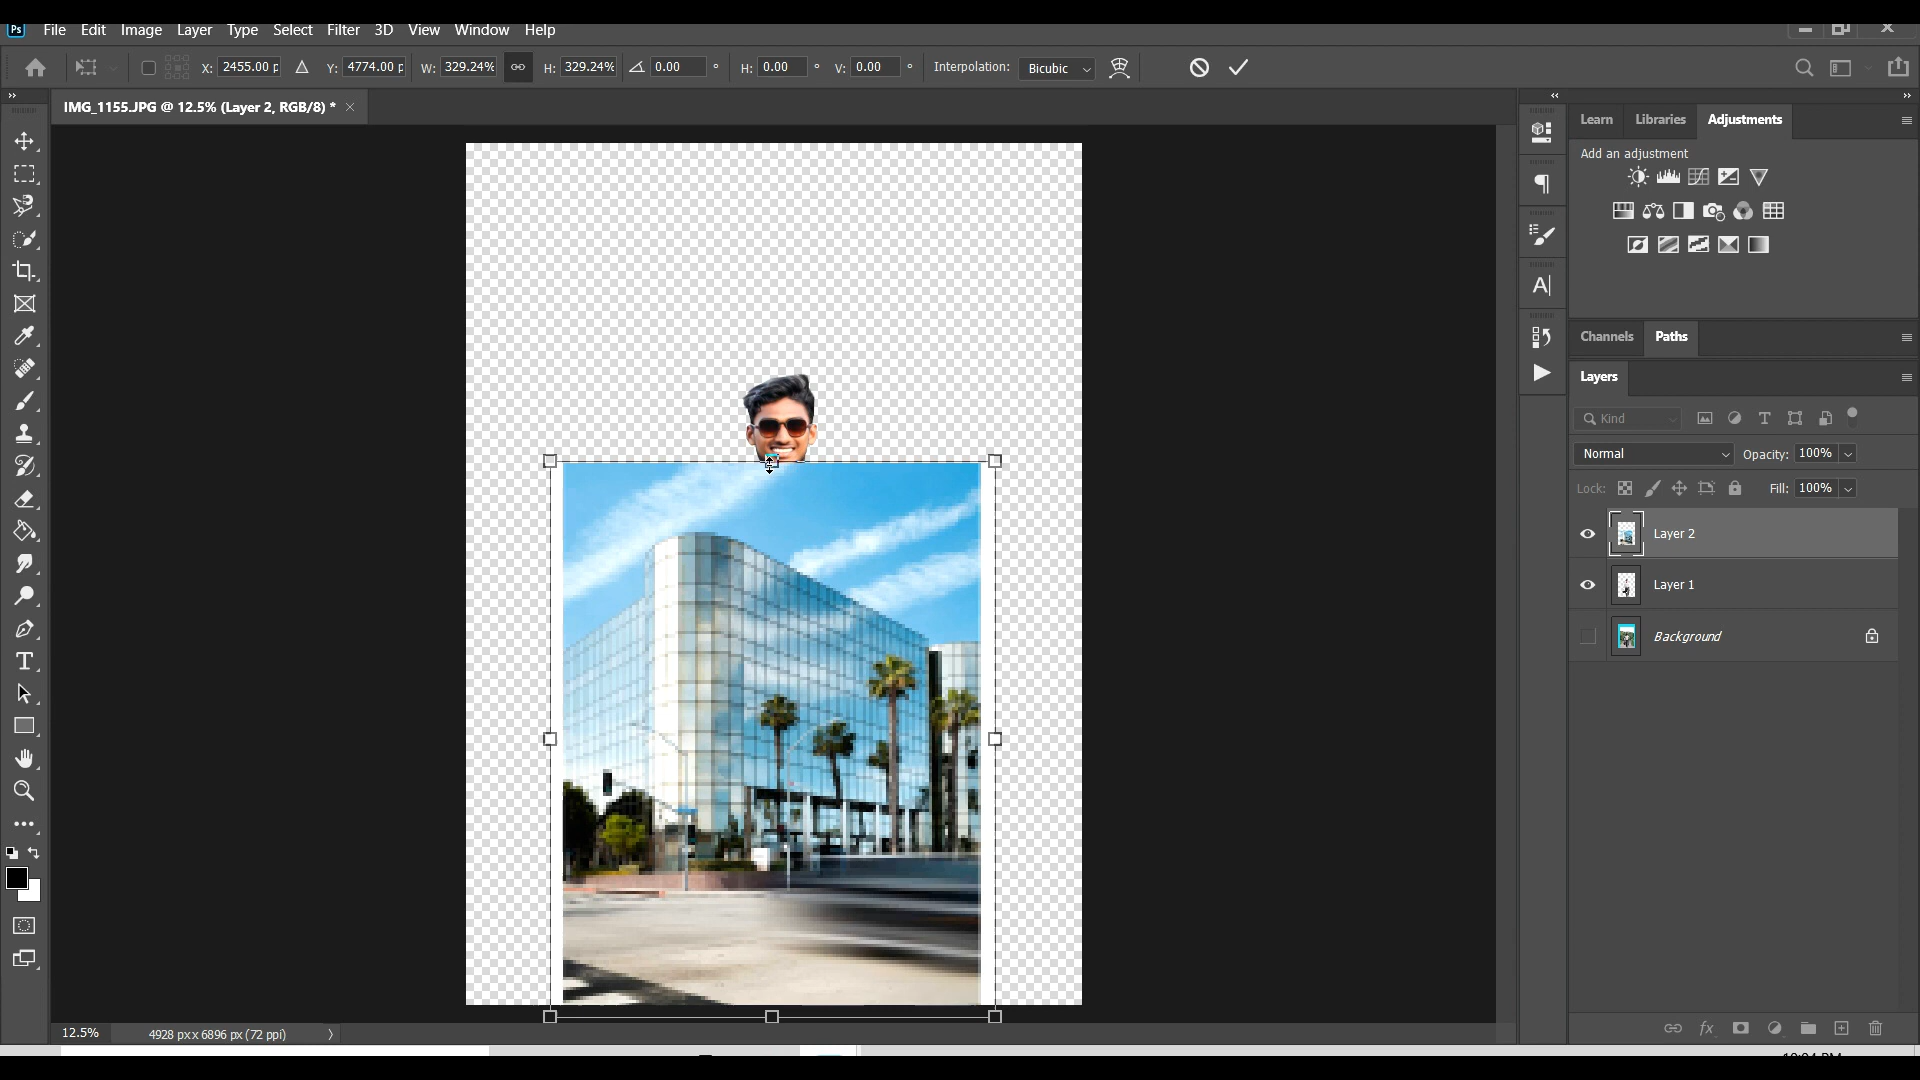 Ps File Edit Image Layer Type Select Filter 3D View Window Help
X: 2455.00 p Y: 4774.00 p W: 329.24% H: 329.24% 0.00 ° H: 0.00 ° V: 0.00 ° Interpolation: Bicubic
IMG_1155.JPG @ 12.5% (Layer 2, RGB/8) * ×
Learn Libraries Adjustments
Add an adjustment
Channels Paths
Layers
Kind
Normal Opacity: 100%
Lock: Fill: 100%
Layer 2
Layer 1
Background
12.5% 4928 px x 6896 px (72 ppi)